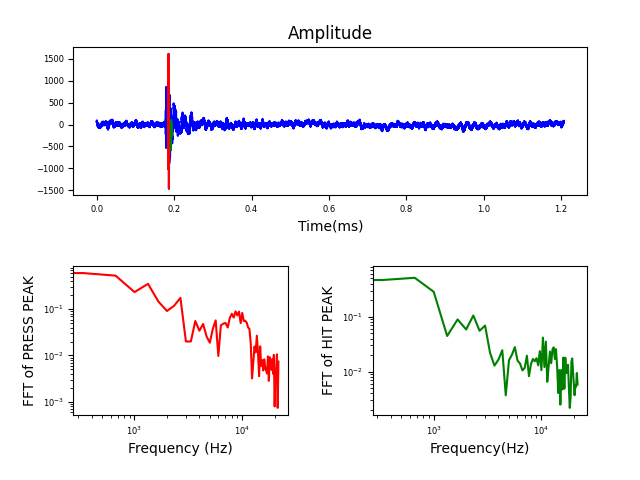 Amplitude
1500
1000
500
0
−500
−1000
−1500
0.0 0.2 0.4 0.6 0.8 1.0 1.2
Time(ms)
FFT of PRESS PEAK
10⁻¹
10⁻²
10⁻³
10³ 10⁴
Frequency (Hz)
FFT of HIT PEAK
10⁻¹
10⁻²
10³ 10⁴
Frequency(Hz)